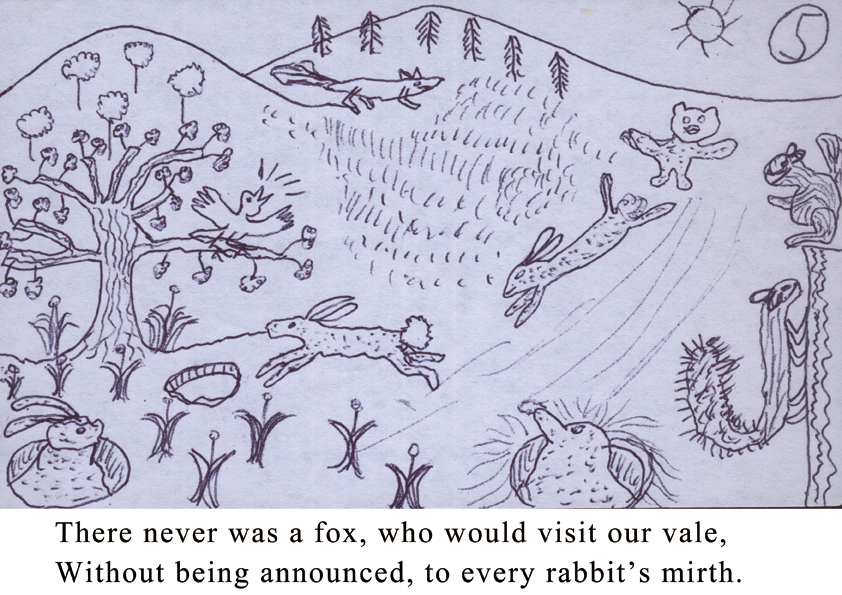 5
There never was a fox, who would visit our vale,
Without being announced, to every rabbit’s mirth.